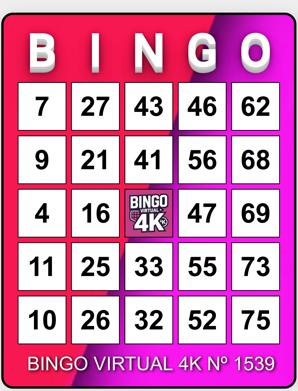 B I N G O
7 27 43 46 62
9 21 41 56 68
4 16 BINGO VIRTUAL 4K 47 69
11 25 33 55 73
10 26 32 52 75
BINGO VIRTUAL 4K Nº 1539